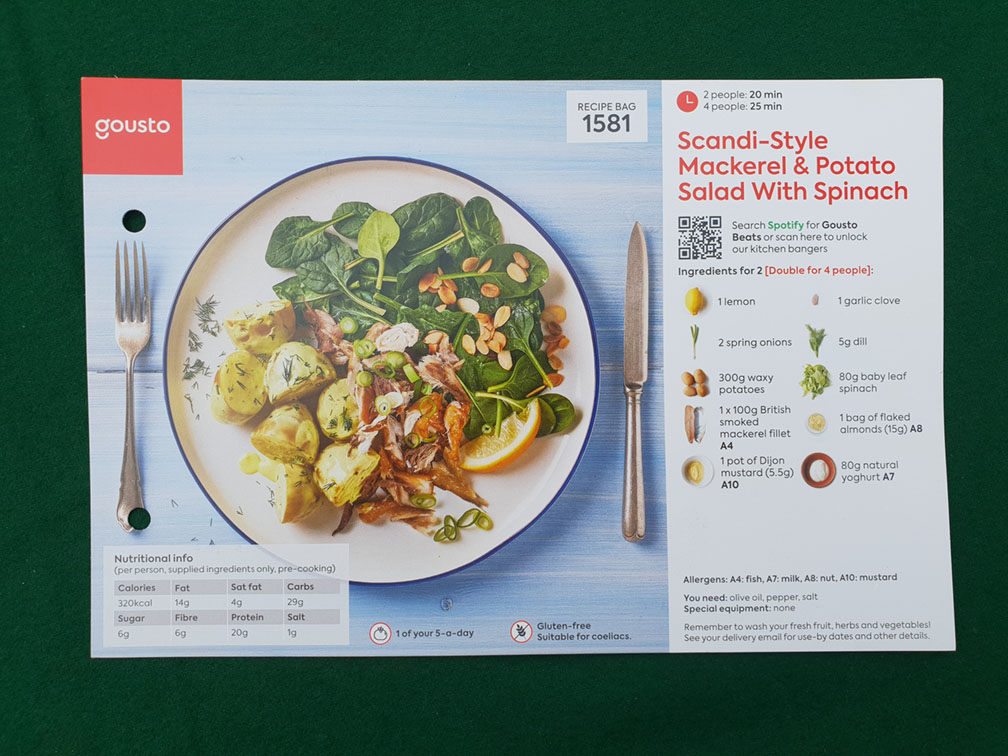 gousto
RECIPE BAG
1581
2 people: 20 min
4 people: 25 min
Scandi-Style
Mackerel & Potato
Salad With Spinach
Search Spotify for Gousto
Beats or scan here to unlock
our kitchen bangers
Ingredients for 2 [Double for 4 people]:
1 lemon
1 garlic clove
2 spring onions
5g dill
300g waxy
potatoes
80g baby leaf
spinach
1 x 100g British
smoked
mackerel fillet
A4
1 bag of flaked
almonds (15g) A8
1 pot of Dijon
mustard (5.5g)
A10
80g natural
yoghurt A7
Allergens: A4: fish, A7: milk, A8: nut, A10: mustard
You need: olive oil, pepper, salt
Special equipment: none
Remember to wash your fresh fruit, herbs and vegetables!
See your delivery email for use-by dates and other details.
Nutritional info
(per person, supplied ingredients only, pre-cooking)
Calories Fat Sat fat Carbs
320kcal 14g 4g 29g
Sugar Fibre Protein Salt
6g 6g 20g 1g
1 of your 5-a-day
Gluten-free
Suitable for coeliacs.